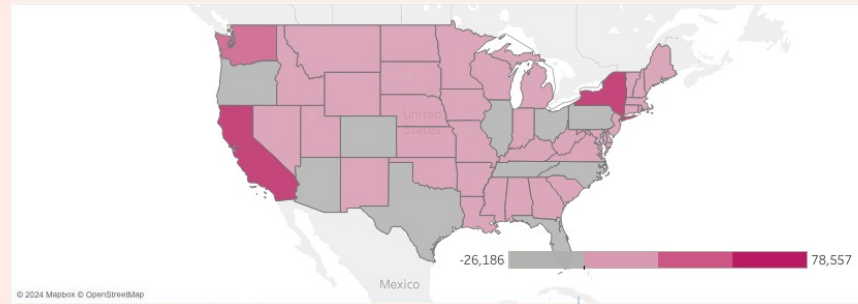 United
States
-26,186
78,557
Mexico
© 2024 Mapbox © OpenStreetMap